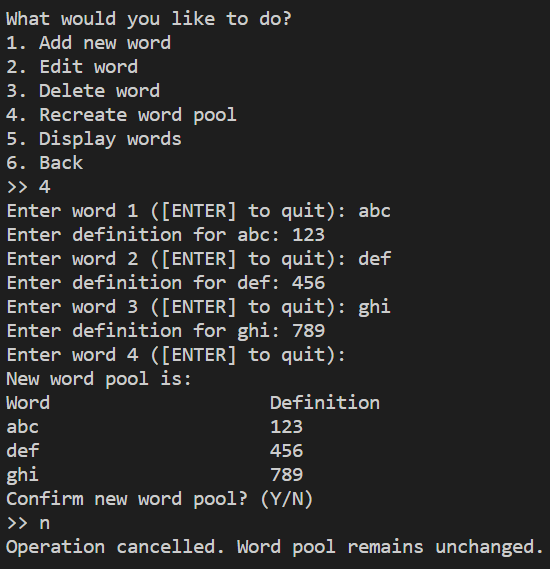 What would you like to do?
1. Add new word
2. Edit word
3. Delete word
4. Recreate word pool
5. Display words
6. Back
>> 4
Enter word 1 ([ENTER] to quit): abc
Enter definition for abc: 123
Enter word 2 ([ENTER] to quit): def
Enter definition for def: 456
Enter word 3 ([ENTER] to quit): ghi
Enter definition for ghi: 789
Enter word 4 ([ENTER] to quit):
New word pool is:
Word                    Definition
abc                     123
def                     456
ghi                     789
Confirm new word pool? (Y/N)
>> n
Operation cancelled. Word pool remains unchanged.